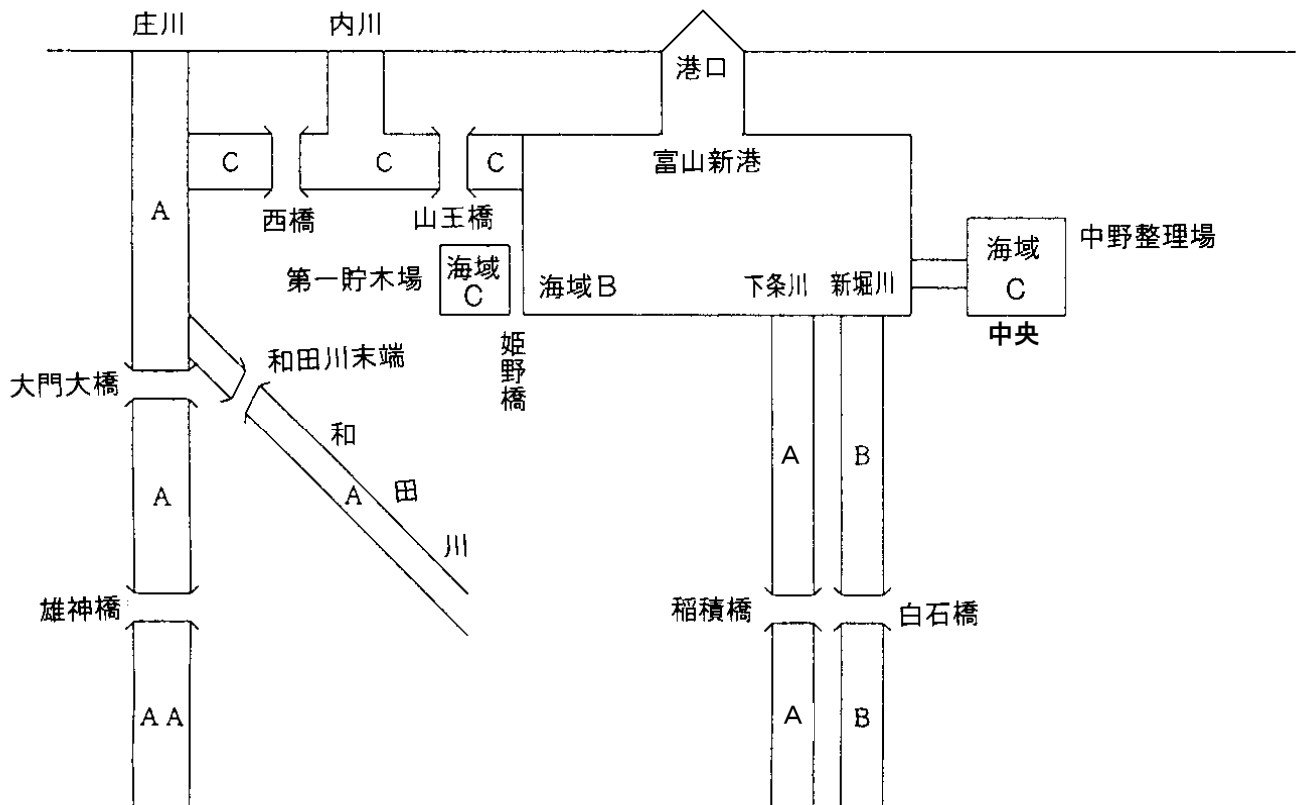 庄川
内川
港口
C
C
C
富山新港
A
西橋
山王橋
中野整理場
海域
C
中央
第一貯木場
海域
C
海域B
下条川
新堀川
姫野橋
和田川末端
大門大橋
和田川
A
A
A
B
雄神橋
稲積橋
白石橋
AA
A
B